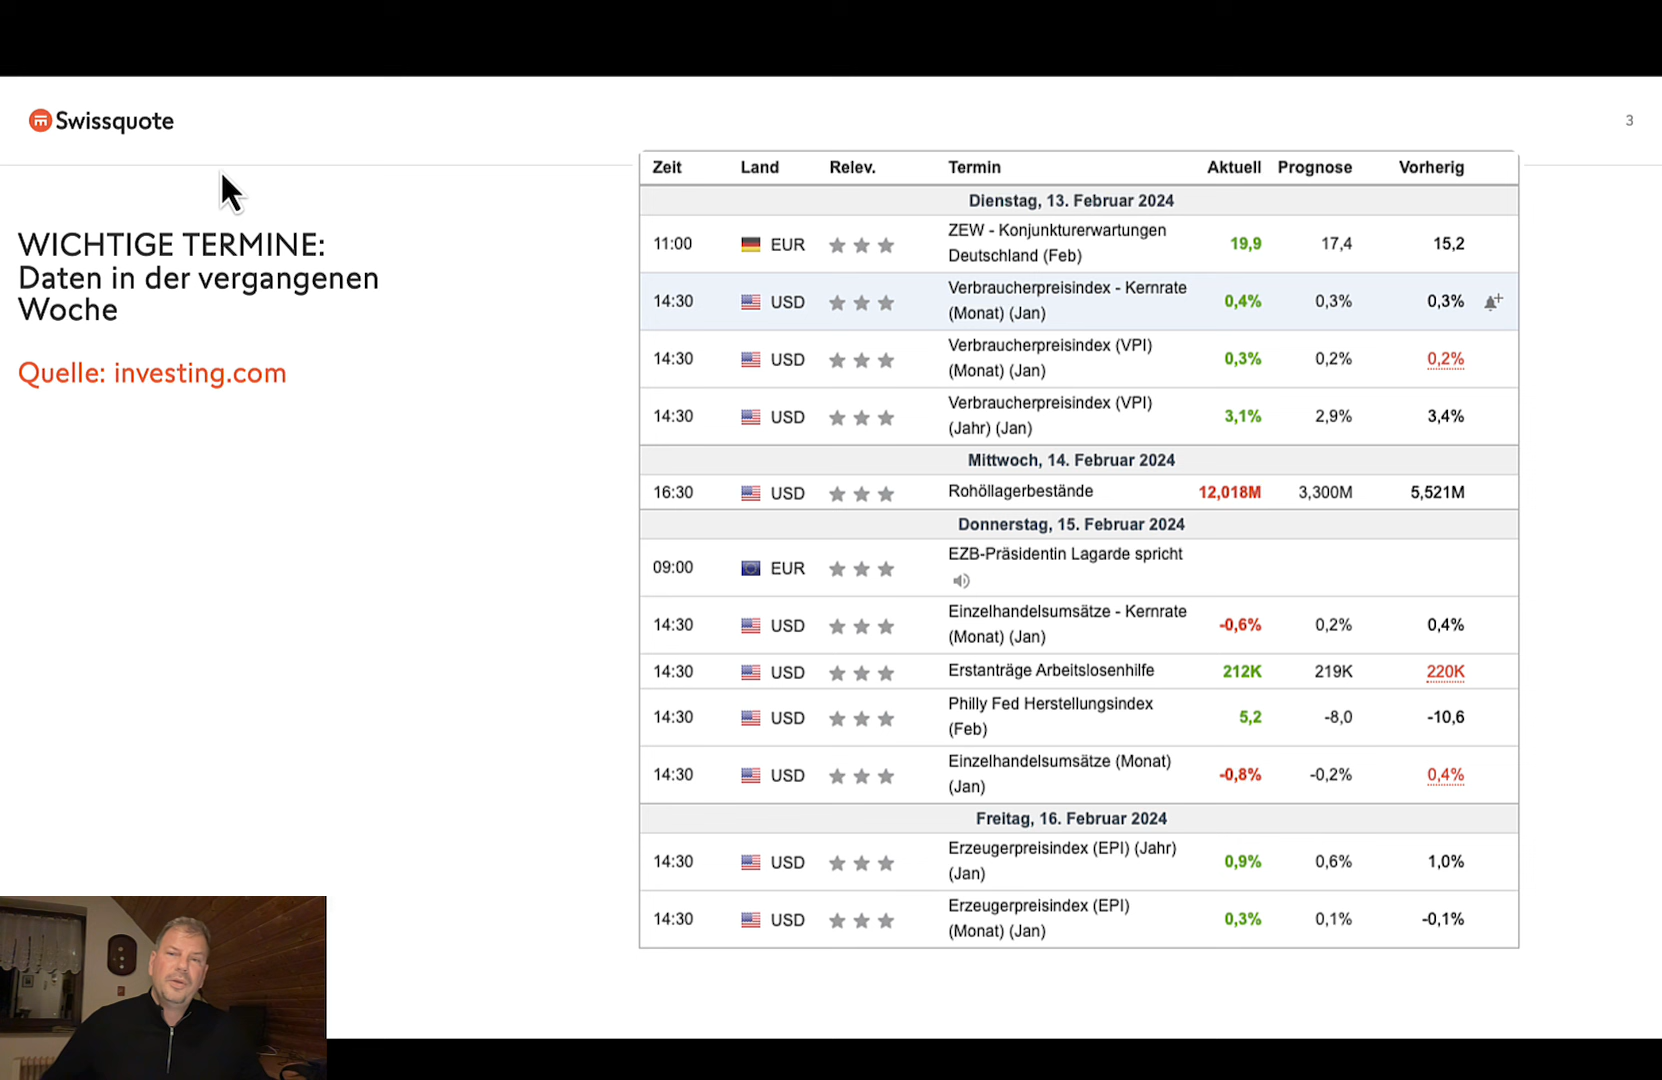 Swissquote
3
WICHTIGE TERMINE:
Daten in der vergangenen
Woche
Quelle: investing.com
Zeit Land Relev. Termin Aktuell Prognose Vorherig
Dienstag, 13. Februar 2024
11:00 EUR ZEW - Konjunkturerwartungen 19,9 17,4 15,2
Deutschland (Feb)
14:30 USD Verbraucherpreisindex - Kernrate 0,4% 0,3% 0,3%
(Monat) (Jan)
14:30 USD Verbraucherpreisindex (VPI) 0,3% 0,2% 0,2%
(Monat) (Jan)
14:30 USD Verbraucherpreisindex (VPI) 3,1% 2,9% 3,4%
(Jahr) (Jan)
Mittwoch, 14. Februar 2024
16:30 USD Rohöllagerbestände 12,018M 3,300M 5,521M
Donnerstag, 15. Februar 2024
09:00 EUR EZB-Präsidentin Lagarde spricht
14:30 USD Einzelhandelsumsätze - Kernrate -0,6% 0,2% 0,4%
(Monat) (Jan)
14:30 USD Erstanträge Arbeitslosenhilfe 212K 219K 220K
14:30 USD Philly Fed Herstellungsindex 5,2 -8,0 -10,6
(Feb)
14:30 USD Einzelhandelsumsätze (Monat) -0,8% -0,2% 0,4%
(Jan)
Freitag, 16. Februar 2024
14:30 USD Erzeugerpreisindex (EPI) (Jahr) 0,9% 0,6% 1,0%
(Jan)
14:30 USD Erzeugerpreisindex (EPI) 0,3% 0,1% -0,1%
(Monat) (Jan)